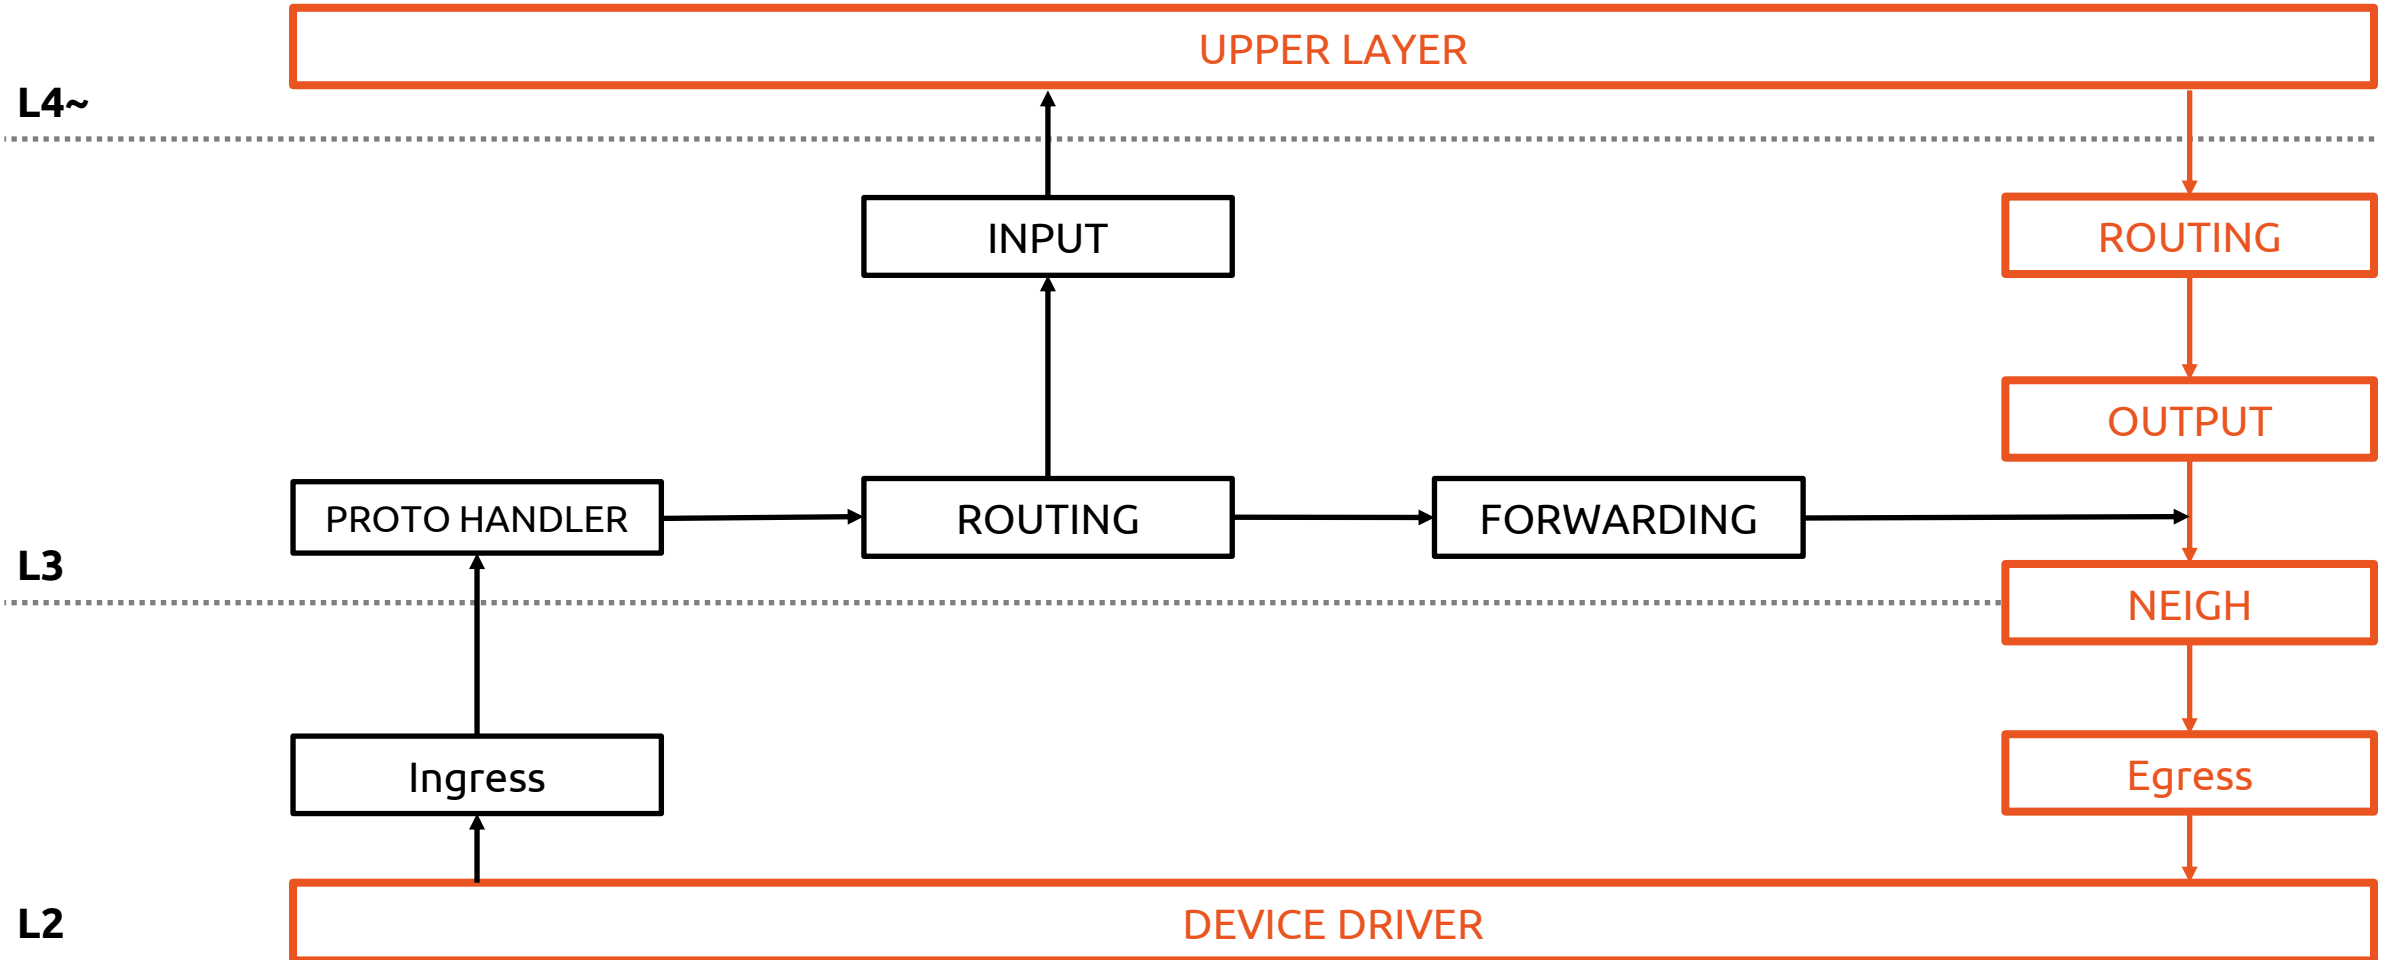 UPPER LAYER
L4~
INPUT
ROUTING
OUTPUT
PROTO HANDLER
ROUTING
FORWARDING
L3
NEIGH
Ingress
Egress
L2
DEVICE DRIVER